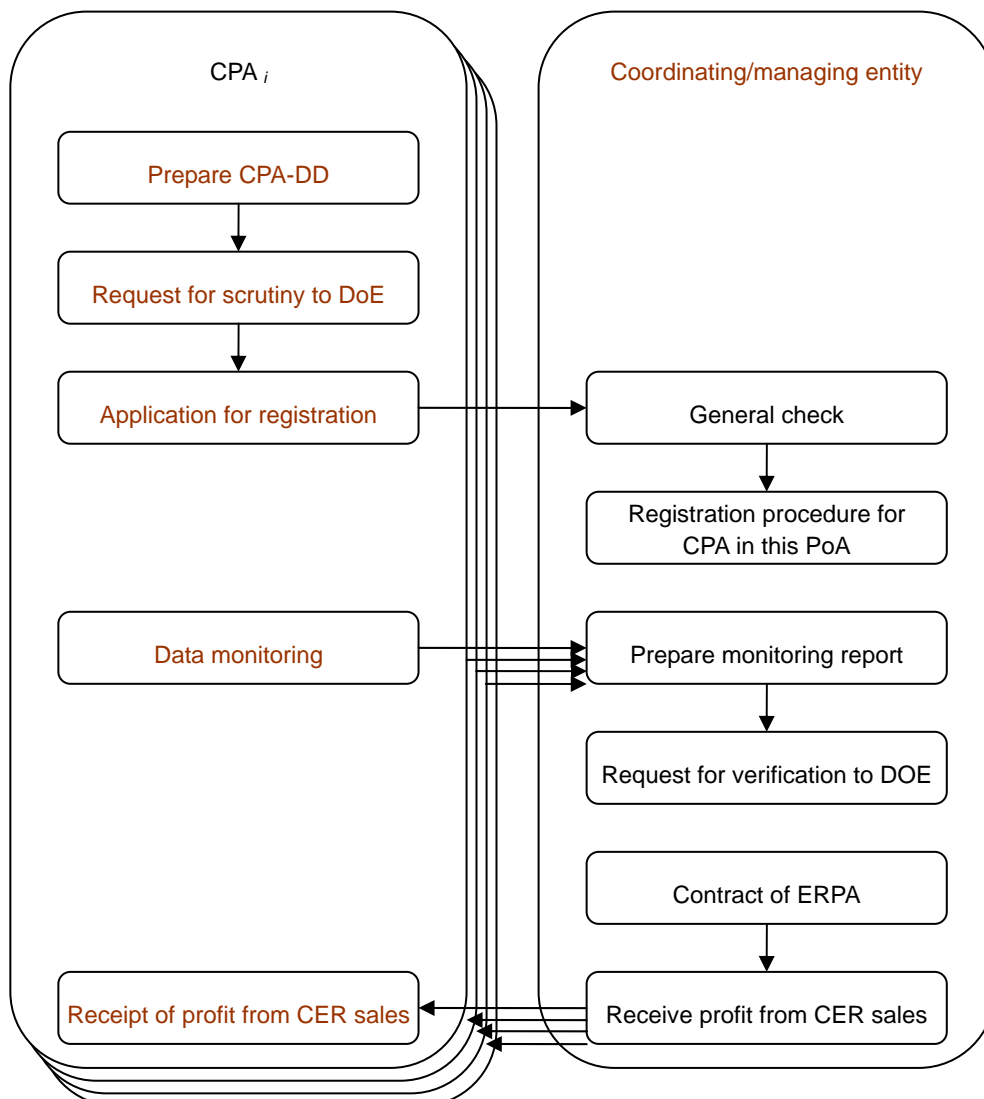 CPA i
Coordinating/managing entity
Prepare CPA-DD
Request for scrutiny to DoE
Application for registration
General check
Registration procedure for
CPA in this PoA
Data monitoring
Prepare monitoring report
Request for verification to DOE
Contract of ERPA
Receipt of profit from CER sales
Receive profit from CER sales